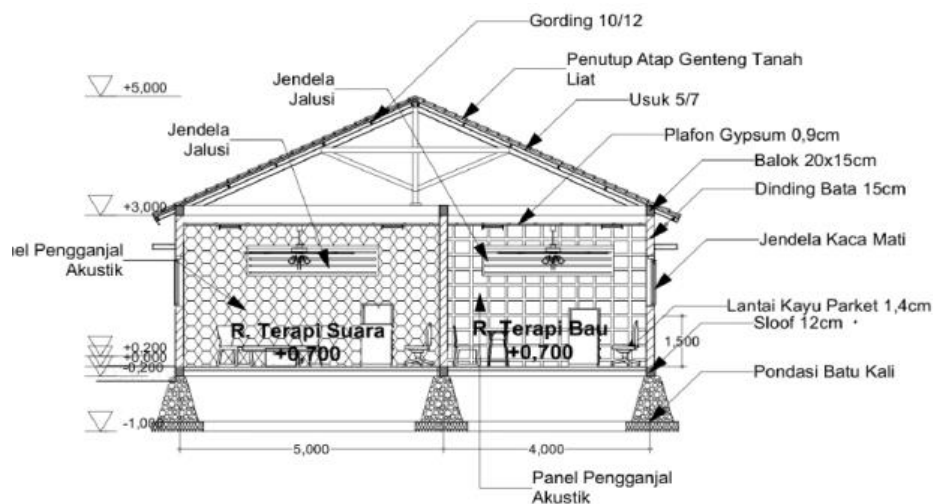 Gording 10/12
Penutup Atap Genteng Tanah
Liat
Jendela
Jalusi
+5,000
Usuk 5/7
Jendela
Jalusi
Plafon Gypsum 0,9cm
Balok 20x15cm
Dinding Bata 15cm
+3,000
Jendela Kaca Mati
nel Pengganjal
Akustik
Lantai Kayu Parket 1,4cm
R. Terapi Suara
+0,700
R. Terapi Bau
+0,700
Sloof 12cm
1,500
+0,200
-0,200
Pondasi Batu Kali
-1,000
5,000
4,000
Panel Pengganjal
Akustik